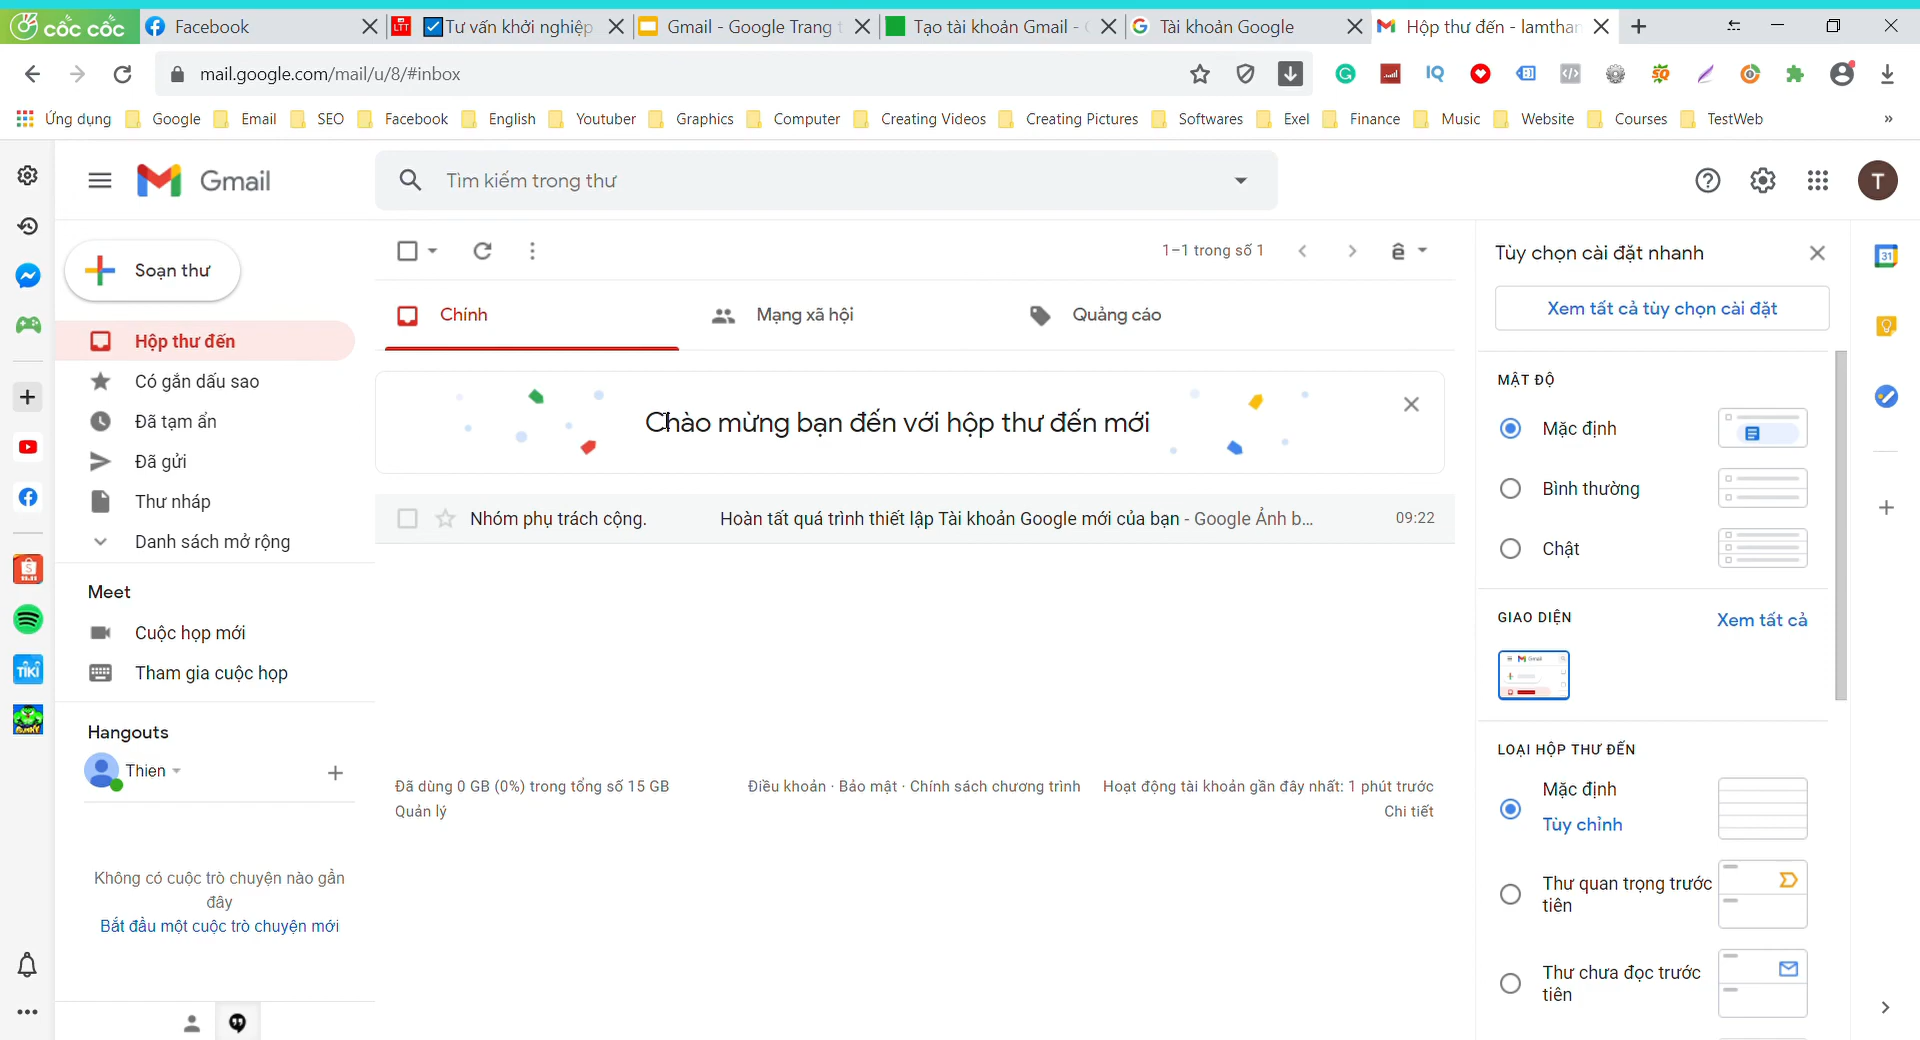 cốc cốc
Facebook
LTT
Tư vấn khởi nghiệp
Gmail - Google Trang t
Tạo tài khoản Gmail -
Tài khoản Google
Hộp thư đến - lamthan
mail.google.com/mail/u/8/#inbox
Ứng dụng
Google
Email
SEO
Facebook
English
Youtuber
Graphics
Computer
Creating Videos
Creating Pictures
Softwares
Exel
Finance
Music
Website
Courses
TestWeb
»
Gmail
Tìm kiếm trong thư
T
Soạn thư
1–1 trong số 1
ê
Tùy chọn cài đặt nhanh
Xem tất cả tùy chọn cài đặt
Chính
Mạng xã hội
Quảng cáo
Hộp thư đến
Có gắn dấu sao
Đã tạm ẩn
Đã gửi
Thư nháp
Danh sách mở rộng
Chào mừng bạn đến với hộp thư đến mới
Nhóm phụ trách cộng.
Hoàn tất quá trình thiết lập Tài khoản Google mới của bạn - Google Ảnh b...
09:22
MẬT ĐỘ
Mặc định
Bình thường
Chật
GIAO DIỆN
Xem tất cả
Meet
Cuộc họp mới
Tham gia cuộc họp
Hangouts
Thien
Không có cuộc trò chuyện nào gần
đây
Bắt đầu một cuộc trò chuyện mới
Đã dùng 0 GB (0%) trong tổng số 15 GB
Quản lý
Điều khoản · Bảo mật · Chính sách chương trình
Hoạt động tài khoản gần đây nhất: 1 phút trước
Chi tiết
LOẠI HỘP THƯ ĐẾN
Mặc định
Tùy chỉnh
Thư quan trọng trước
tiên
Thư chưa đọc trước
tiên
TIKI
31
IQ
SQ